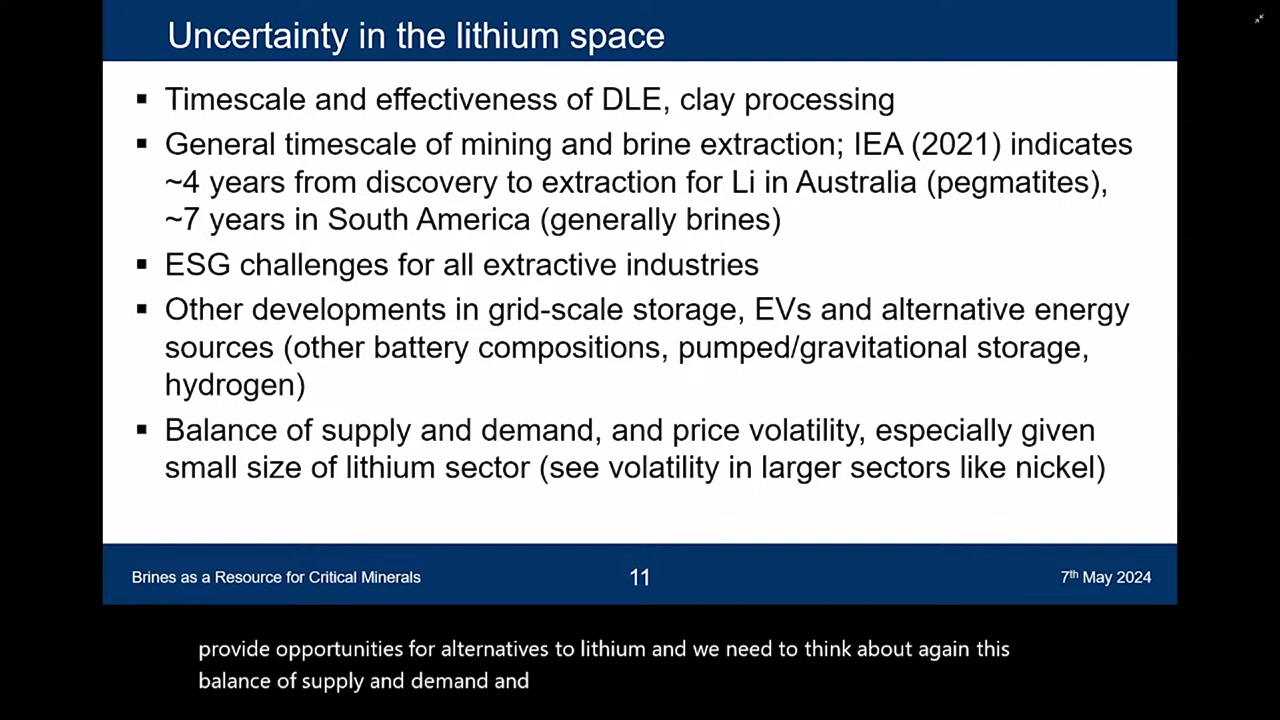 Uncertainty in the lithium space
▪ Timescale and effectiveness of DLE, clay processing
▪ General timescale of mining and brine extraction; IEA (2021) indicates
~4 years from discovery to extraction for Li in Australia (pegmatites),
~7 years in South America (generally brines)
▪ ESG challenges for all extractive industries
▪ Other developments in grid-scale storage, EVs and alternative energy
sources (other battery compositions, pumped/gravitational storage,
hydrogen)
▪ Balance of supply and demand, and price volatility, especially given
small size of lithium sector (see volatility in larger sectors like nickel)
Brines as a Resource for Critical Minerals
11
7th May 2024
provide opportunities for alternatives to lithium and we need to think about again this
balance of supply and demand and